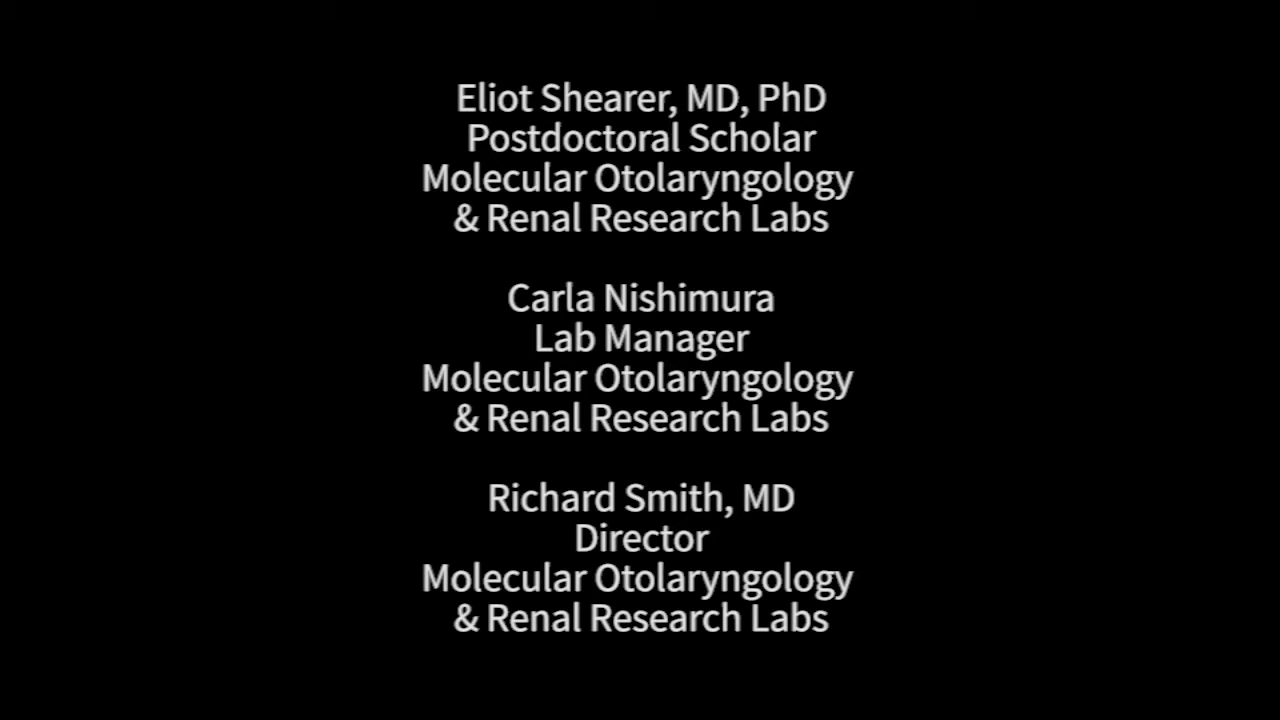 Eliot Shearer, MD, PhD
Postdoctoral Scholar
Molecular Otolaryngology
& Renal Research Labs
Carla Nishimura
Lab Manager
Molecular Otolaryngology
& Renal Research Labs
Richard Smith, MD
Director
Molecular Otolaryngology
& Renal Research Labs